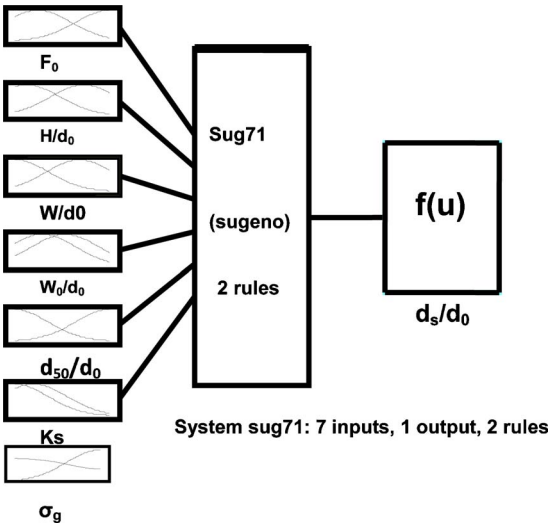 F₀
H/d₀
W/d0
W₀/d₀
d₅₀/d₀
Ks
σg
Sug71
(sugeno)
2 rules
f(u)
dₛ/d₀
System sug71: 7 inputs, 1 output, 2 rules